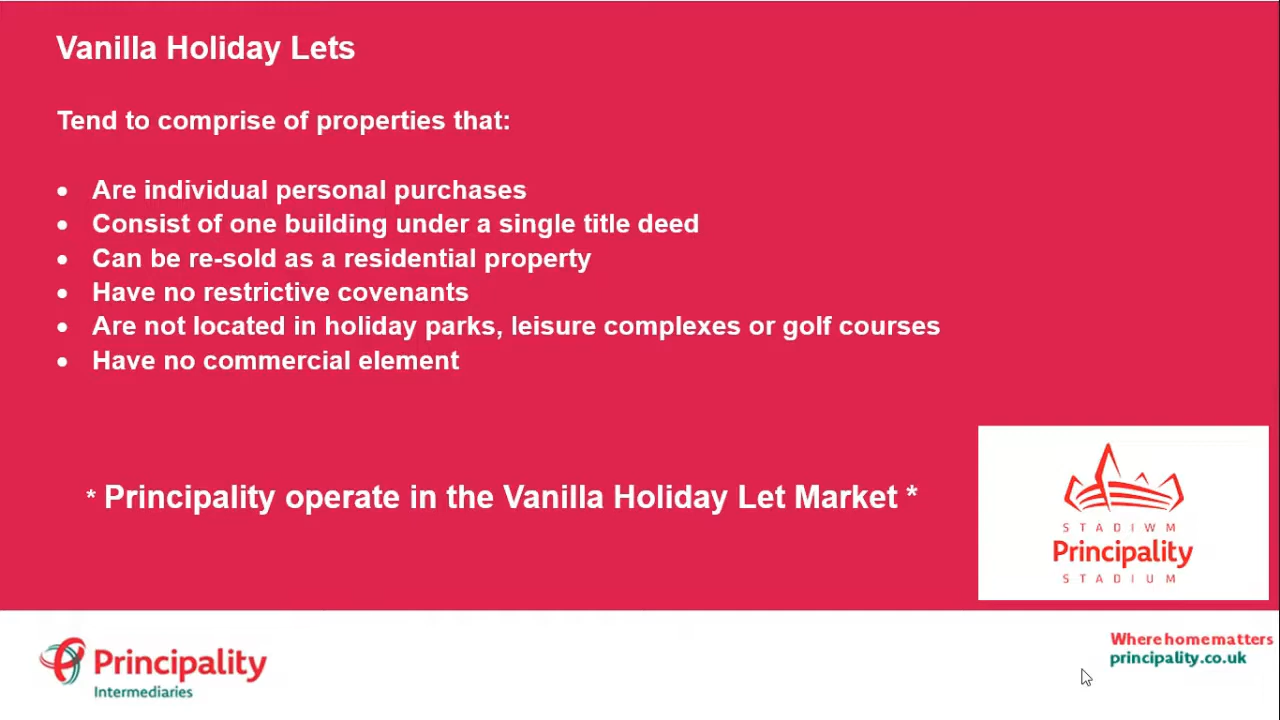 Vanilla Holiday Lets
Tend to comprise of properties that:
• Are individual personal purchases
• Consist of one building under a single title deed
• Can be re-sold as a residential property
• Have no restrictive covenants
• Are not located in holiday parks, leisure complexes or golf courses
• Have no commercial element
* Principality operate in the Vanilla Holiday Let Market *
STADIWM
Principality
STADIUM
Principality
Intermediaries
Where home matters
principality.co.uk